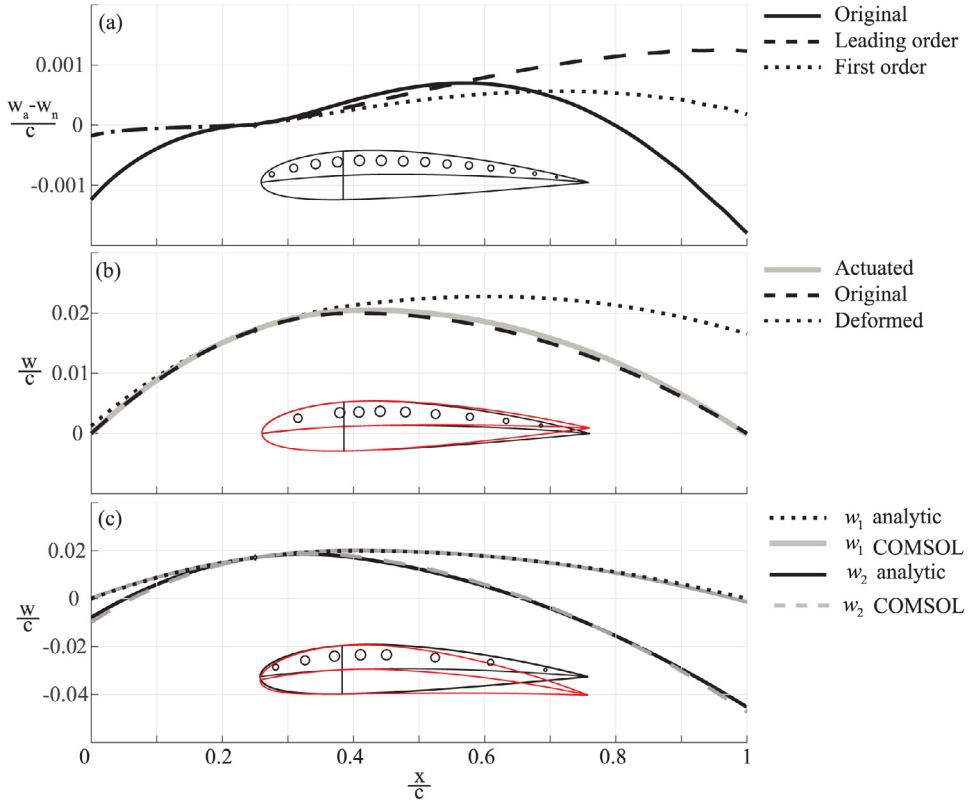 (a)
Original
Leading order
First order
0.001
0
-0.001
w_a-w_n
c
(b)
Actuated
Original
Deformed
0.02
0.01
0
w
c
(c)
w_1 analytic
w_1 COMSOL
w_2 analytic
w_2 COMSOL
0.02
0
-0.02
-0.04
w
c
0 0.2 0.4 0.6 0.8 1
x
c